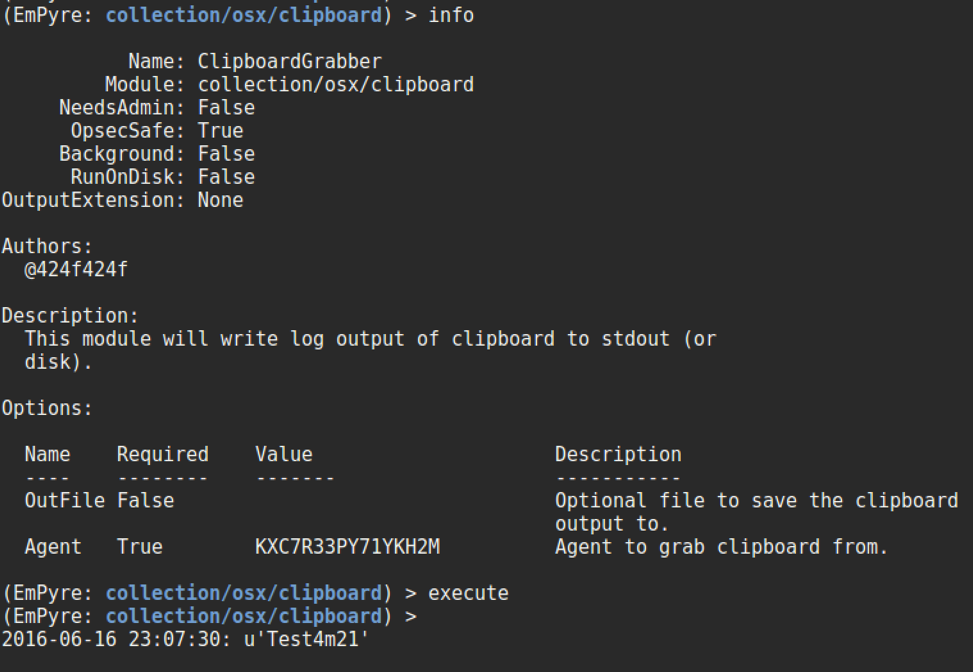 (EmPyre: collection/osx/clipboard) > info
Name: ClipboardGrabber
Module: collection/osx/clipboard
NeedsAdmin: False
OpsecSafe: True
Background: False
RunOnDisk: False
OutputExtension: None
Authors:
@424f424f
Description:
This module will write log output of clipboard to stdout (or
disk).
Options:
Name Required Value Description
---- -------- ------- -----------
OutFile False Optional file to save the clipboard
output to.
Agent True KXC7R33PY71YKH2M Agent to grab clipboard from.
(EmPyre: collection/osx/clipboard) > execute
(EmPyre: collection/osx/clipboard) >
2016-06-16 23:07:30: u'Test4m21'